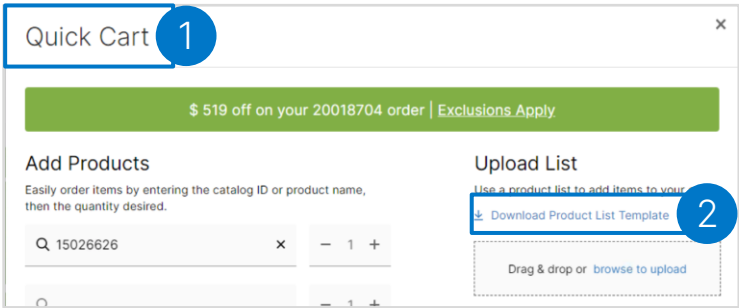 Quick Cart
1
×
$ 519 off on your 20018704 order | Exclusions Apply
Add Products
Easily order items by entering the catalog ID or product name,
then the quantity desired.
15026626 ×
− 1 +
− 1 +
Upload List
Use a product list to add items to your
Download Product List Template
2
Drag & drop or browse to upload